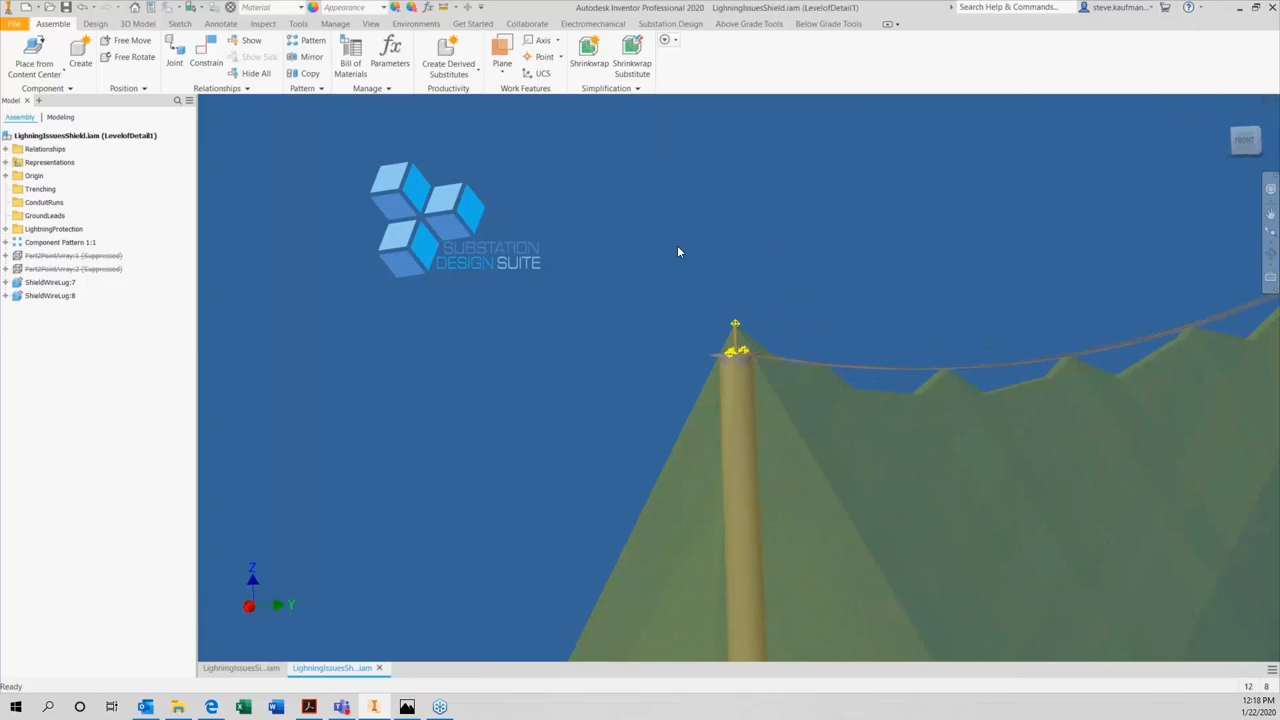 Material
Appearance
Autodesk Inventor Professional 2020 LighningIssuesShield.iam (LevelofDetail1)
Search Help & Commands...
steve.kaufman...
File Assemble Design 3D Model Sketch Annotate Inspect Tools Manage View Environments Get Started Collaborate Electromechanical Substation Design Above Grade Tools Below Grade Tools
Place from Content Center
Create
Free Move
Free Rotate
Joint
Constrain
Show
Show Sick
Hide All
Pattern
Mirror
Copy
Bill of Materials
Parameters
Create Derived Substitutes
Plane
Axis
Point
UCS
Shrinkwrap
Shrinkwrap Substitute
Component Position Relationships Pattern Manage Productivity Work Features Simplification
Model
Assembly Modeling
LighningIssuesShield.iam (LevelofDetail1)
Relationships
Representations
Origin
Trenching
ConduitRuns
GroundLeads
LightningProtection
Component Pattern 1:1
Part2PointArray:1 (Suppressed)
Part2PointArray:2 (Suppressed)
ShieldWireLug:7
ShieldWireLug:8
SUBSTATION
DESIGN SUITE
FRONT
Z
Y
LighningIssuesSi...iam
LighningIssuesSh...iam
Ready
12 8
12:18 PM
1/22/2020